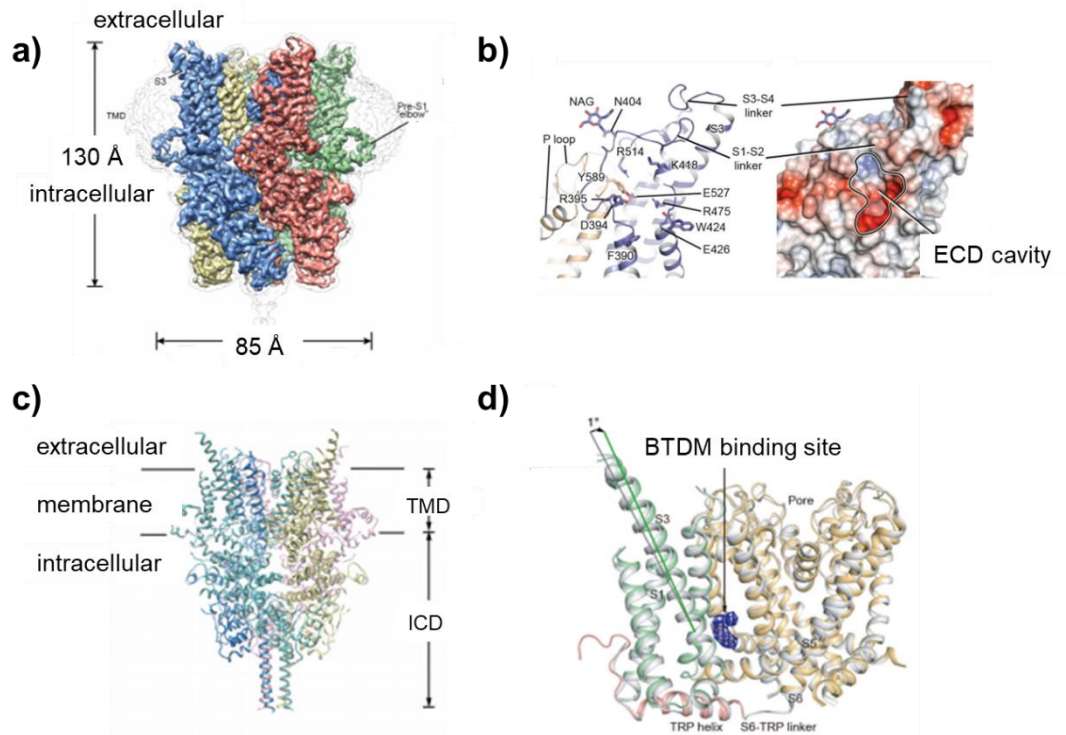 a)
extracellular
S3
TMD
Pre-S1
"elbow"
130 Å
intracellular
85 Å
b)
NAG
N404
S3-S4
linker
S3
P loop
R514
K418
S1-S2
linker
Y589
E527
R395
R475
D394
W424
F390
E426
ECD cavity
c)
extracellular
membrane
TMD
intracellular
ICD
d)
1°
BTDM binding site
S3
Pore
S1
S5
S6
TRP helix
S6-TRP linker